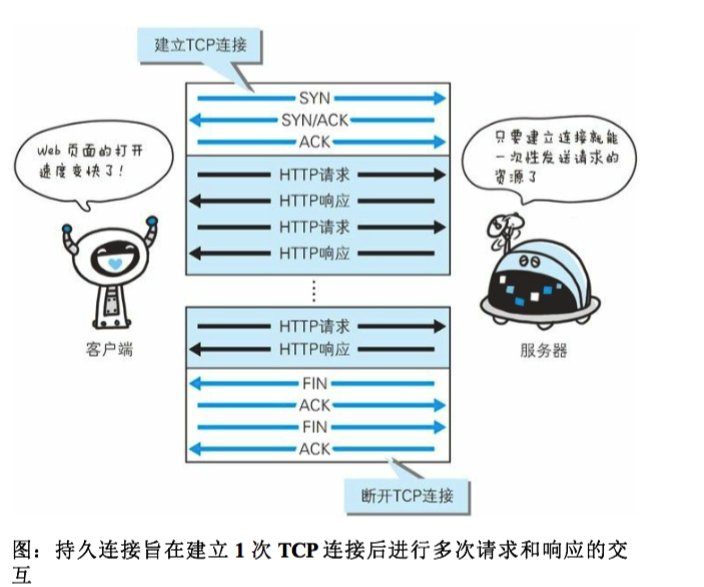 建立TCP连接
SYN
SYN/ACK
ACK
Web 页面的打开
速度变快了！
只要建立连接就能
一次性发送请求的
资源了
HTTP请求
HTTP响应
HTTP请求
HTTP响应
HTTP请求
HTTP响应
客户端
服务器
FIN
ACK
FIN
ACK
断开TCP连接
图：持久连接旨在建立 1 次 TCP 连接后进行多次请求和响应的交
互